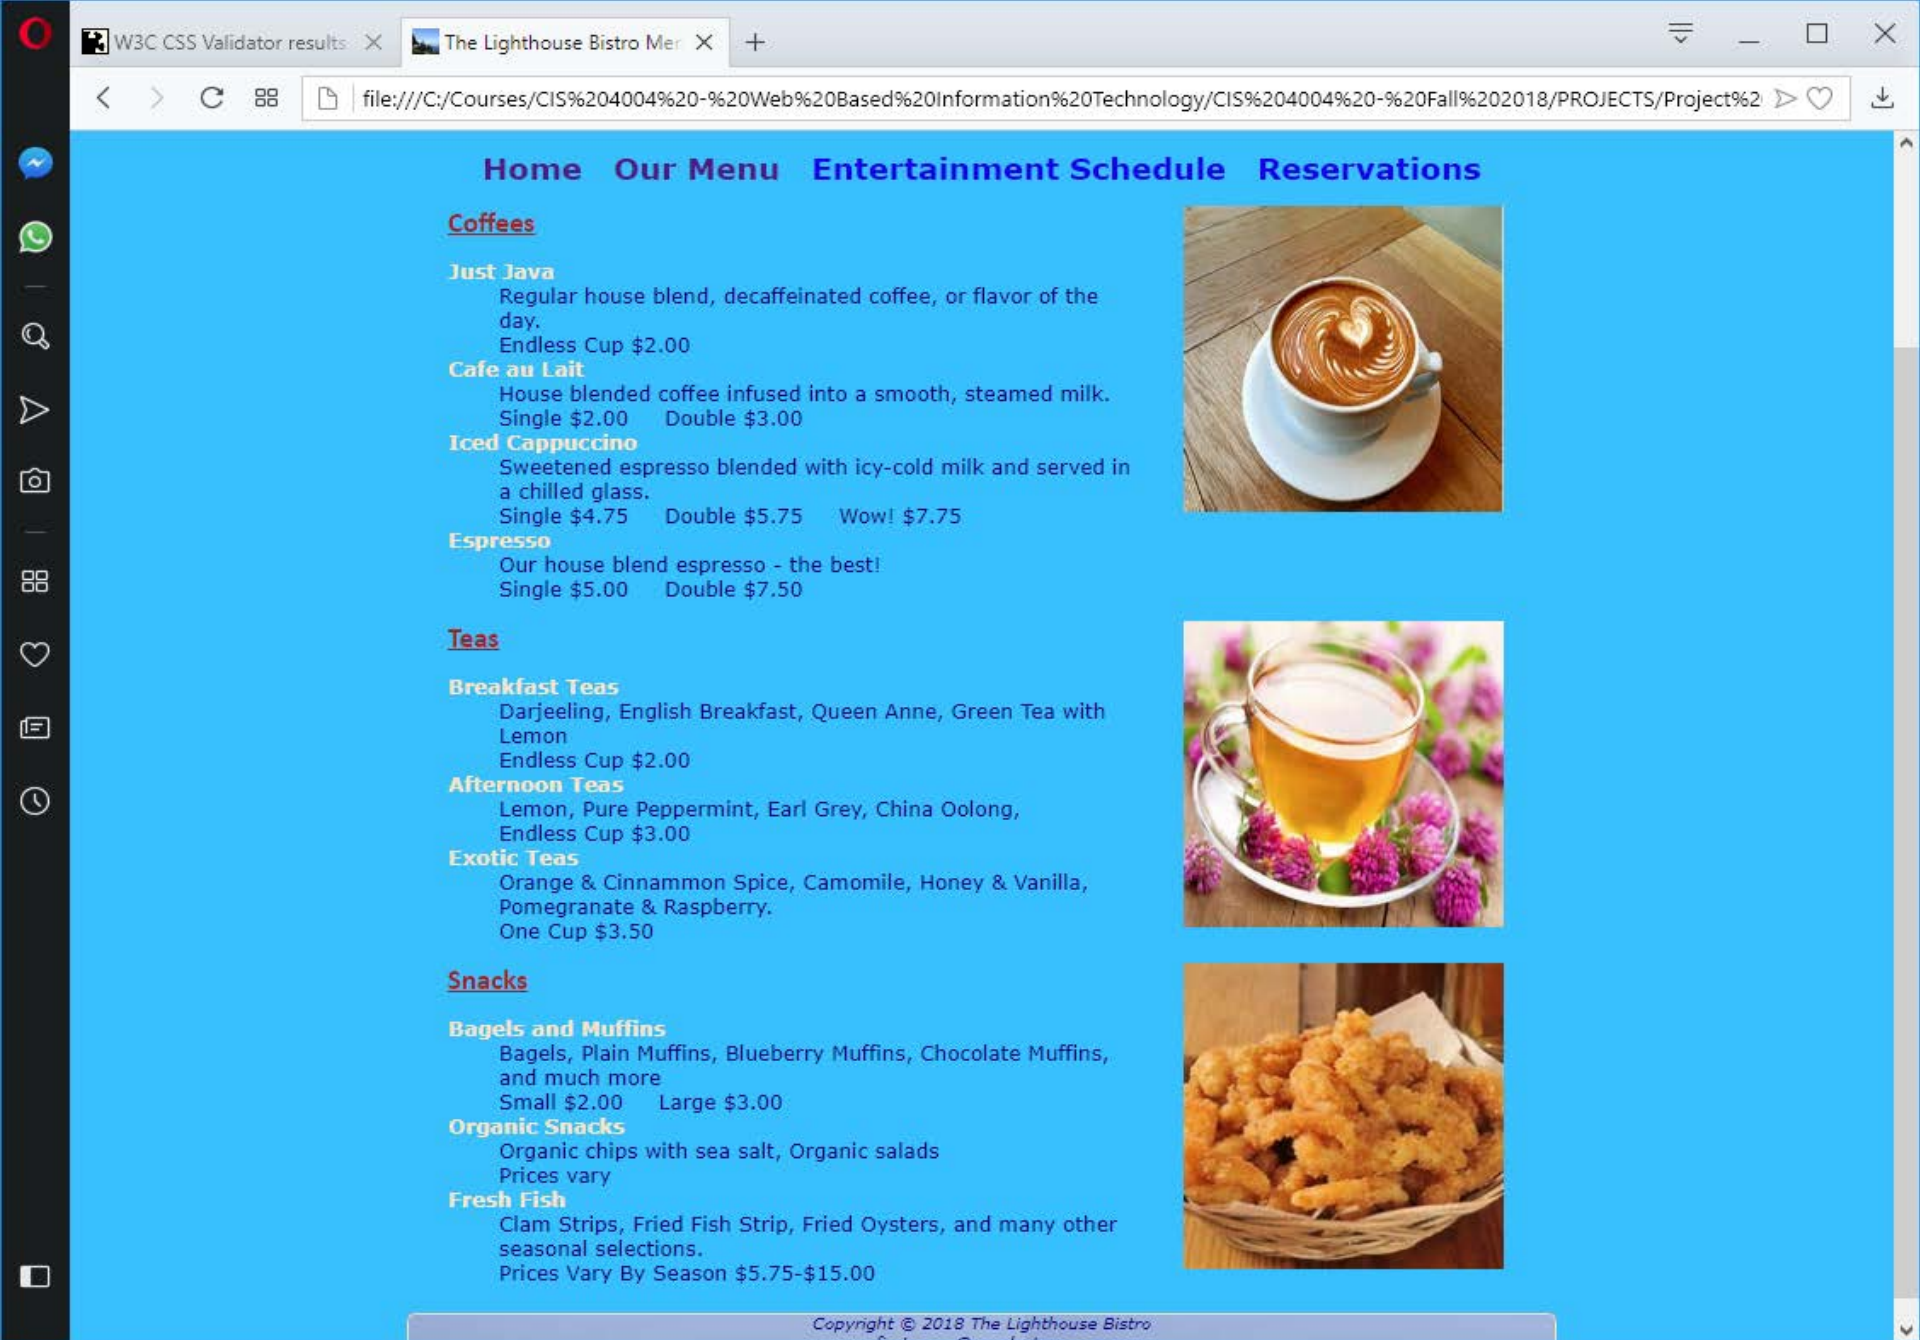 W3C CSS Validator results
The Lighthouse Bistro Mer
file:///C:/Courses/CIS%204004%20-%20Web%20Based%20Information%20Technology/CIS%204004%20-%20Fall%202018/PROJECTS/Project%2
Home Our Menu Entertainment Schedule Reservations
Coffees
Just Java
Regular house blend, decaffeinated coffee, or flavor of the
day.
Endless Cup $2.00
Cafe au Lait
House blended coffee infused into a smooth, steamed milk.
Single $2.00 Double $3.00
Iced Cappuccino
Sweetened espresso blended with icy-cold milk and served in
a chilled glass.
Single $4.75 Double $5.75 Wow! $7.75
Espresso
Our house blend espresso - the best!
Single $5.00 Double $7.50
Teas
Breakfast Teas
Darjeeling, English Breakfast, Queen Anne, Green Tea with
Lemon
Endless Cup $2.00
Afternoon Teas
Lemon, Pure Peppermint, Earl Grey, China Oolong,
Endless Cup $3.00
Exotic Teas
Orange & Cinnammon Spice, Camomile, Honey & Vanilla,
Pomegranate & Raspberry.
One Cup $3.50
Snacks
Bagels and Muffins
Bagels, Plain Muffins, Blueberry Muffins, Chocolate Muffins,
and much more
Small $2.00 Large $3.00
Organic Snacks
Organic chips with sea salt, Organic salads
Prices vary
Fresh Fish
Clam Strips, Fried Fish Strip, Fried Oysters, and many other
seasonal selections.
Prices Vary By Season $5.75-$15.00
Copyright © 2018 The Lighthouse Bistro